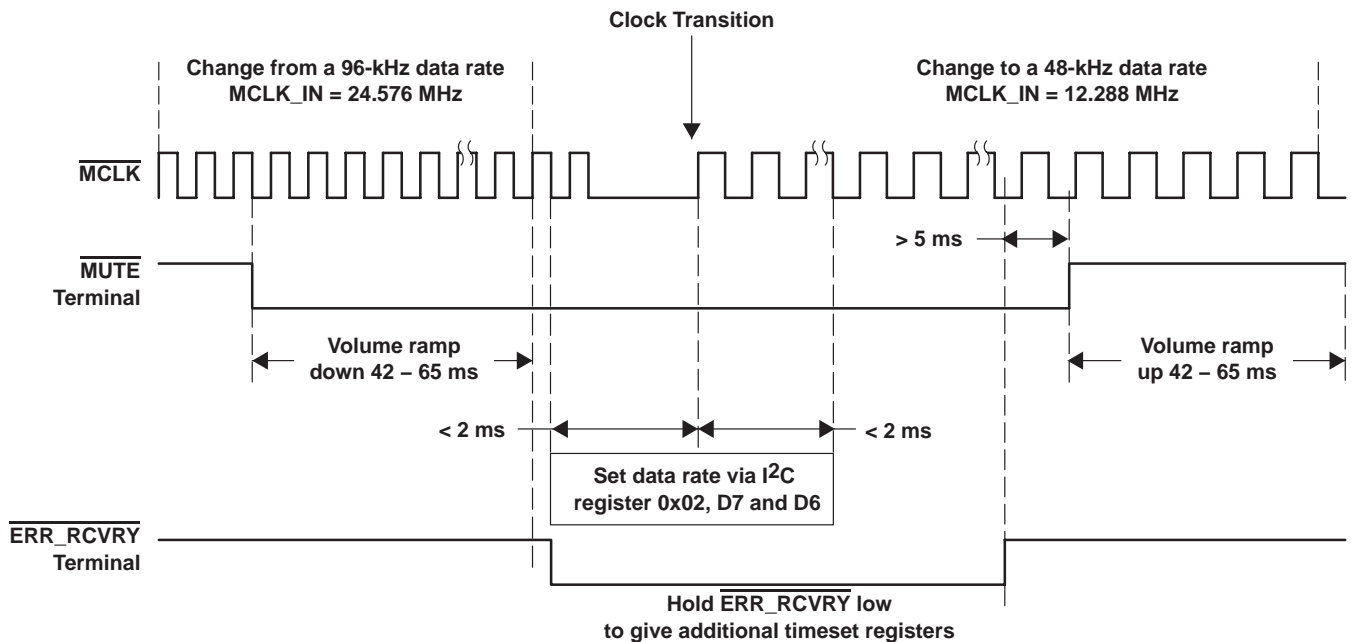 Clock Transition
Change from a 96-kHz data rate
MCLK_IN = 24.576 MHz
Change to a 48-kHz data rate
MCLK_IN = 12.288 MHz
MCLK
> 5 ms
MUTE
Terminal
Volume ramp
down 42 – 65 ms
Volume ramp
up 42 – 65 ms
< 2 ms
< 2 ms
Set data rate via I2C
register 0x02, D7 and D6
ERR_RCVRY
Terminal
Hold ERR_RCVRY low
to give additional timeset registers